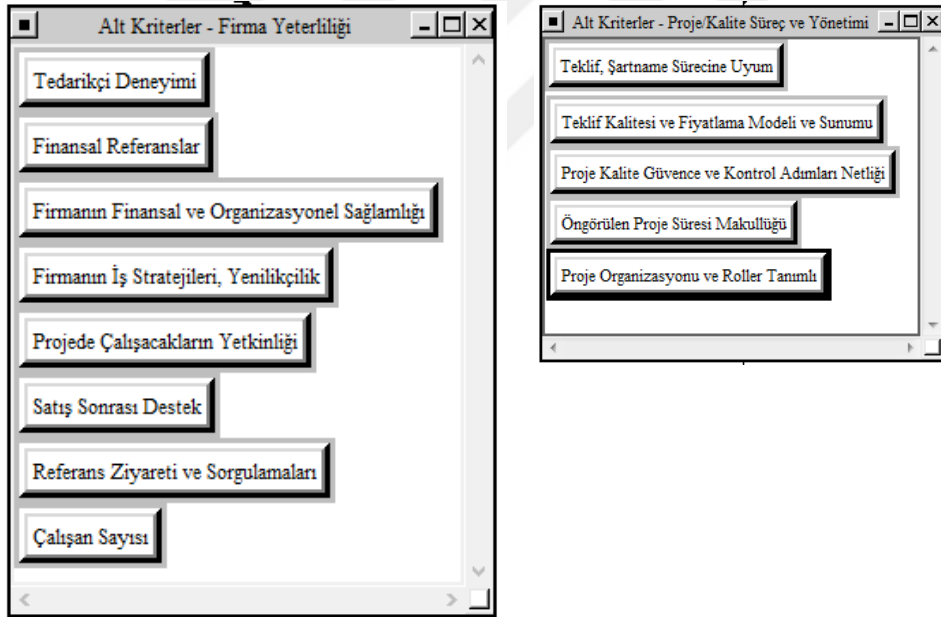 Alt Kriterler - Firma Yeterliliği
Tedarikçi Deneyimi
Finansal Referanslar
Firmanın Finansal ve Organizasyonel Sağlamlığı
Firmanın İş Stratejileri, Yenilikçilik
Projede Çalışacakların Yetkinliği
Satış Sonrası Destek
Referans Ziyareti ve Sorgulamaları
Çalışan Sayısı
Alt Kriterler - Proje/Kalite Süreç ve Yönetimi
Teklif, Şartname Sürecine Uyum
Teklif Kalitesi ve Fiyatlama Modeli ve Sunumu
Proje Kalite Güvence ve Kontrol Adımları Netliği
Öngörülen Proje Süresi Makullüğü
Proje Organizasyonu ve Roller Tanımlı